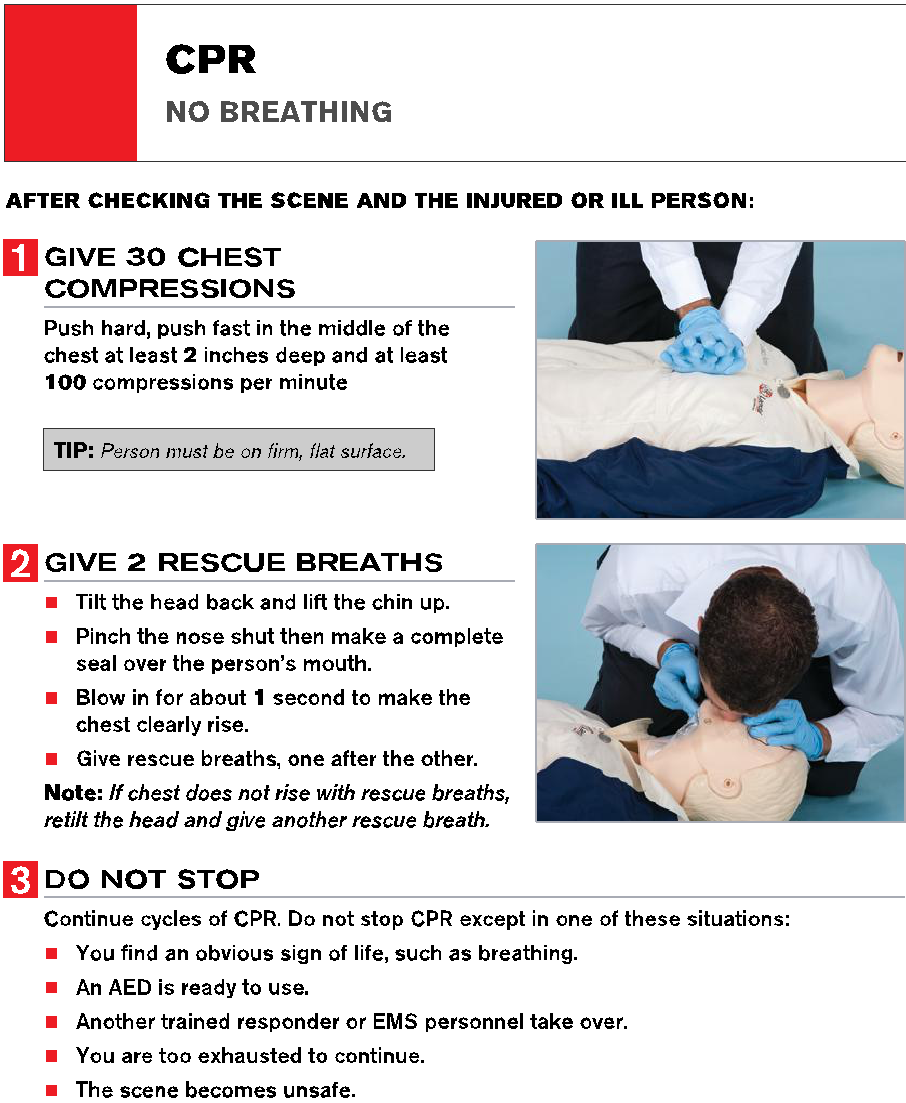 CPR
NO BREATHING
AFTER CHECKING THE SCENE AND THE INJURED OR ILL PERSON:
1 GIVE 30 CHEST
COMPRESSIONS
Push hard, push fast in the middle of the
chest at least 2 inches deep and at least
100 compressions per minute
TIP: Person must be on firm, flat surface.
2 GIVE 2 RESCUE BREATHS
Tilt the head back and lift the chin up.
Pinch the nose shut then make a complete
seal over the person's mouth.
Blow in for about 1 second to make the
chest clearly rise.
Give rescue breaths, one after the other.
Note: If chest does not rise with rescue breaths,
retilt the head and give another rescue breath.
3 DO NOT STOP
Continue cycles of CPR. Do not stop CPR except in one of these situations:
You find an obvious sign of life, such as breathing.
An AED is ready to use.
Another trained responder or EMS personnel take over.
You are too exhausted to continue.
The scene becomes unsafe.